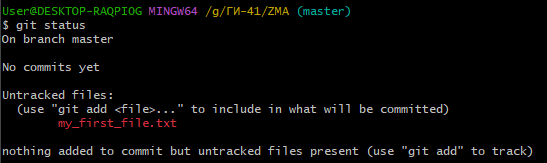 User@DESKTOP-RAQPIOG MINGW64 /g/ГИ-41/ZMA (master)
$ git status
On branch master

No commits yet

Untracked files:
  (use "git add <file>..." to include in what will be committed)
        my_first_file.txt

nothing added to commit but untracked files present (use "git add" to track)